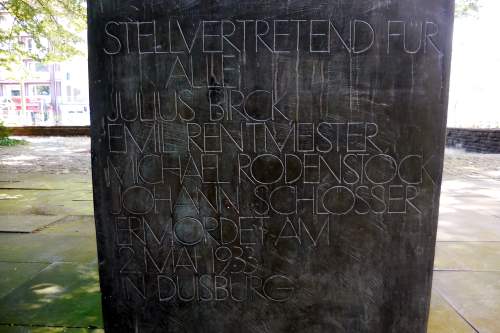 STELLVERTRETEND FÜR
ALLE
JULIUS BIRCK
EMIL RENTMEISTER
MICHAEL RODENSTOCK
JOHANN SCHLOSSER
ERMORDET AM
2. MAI 1933
IN DUISBURG